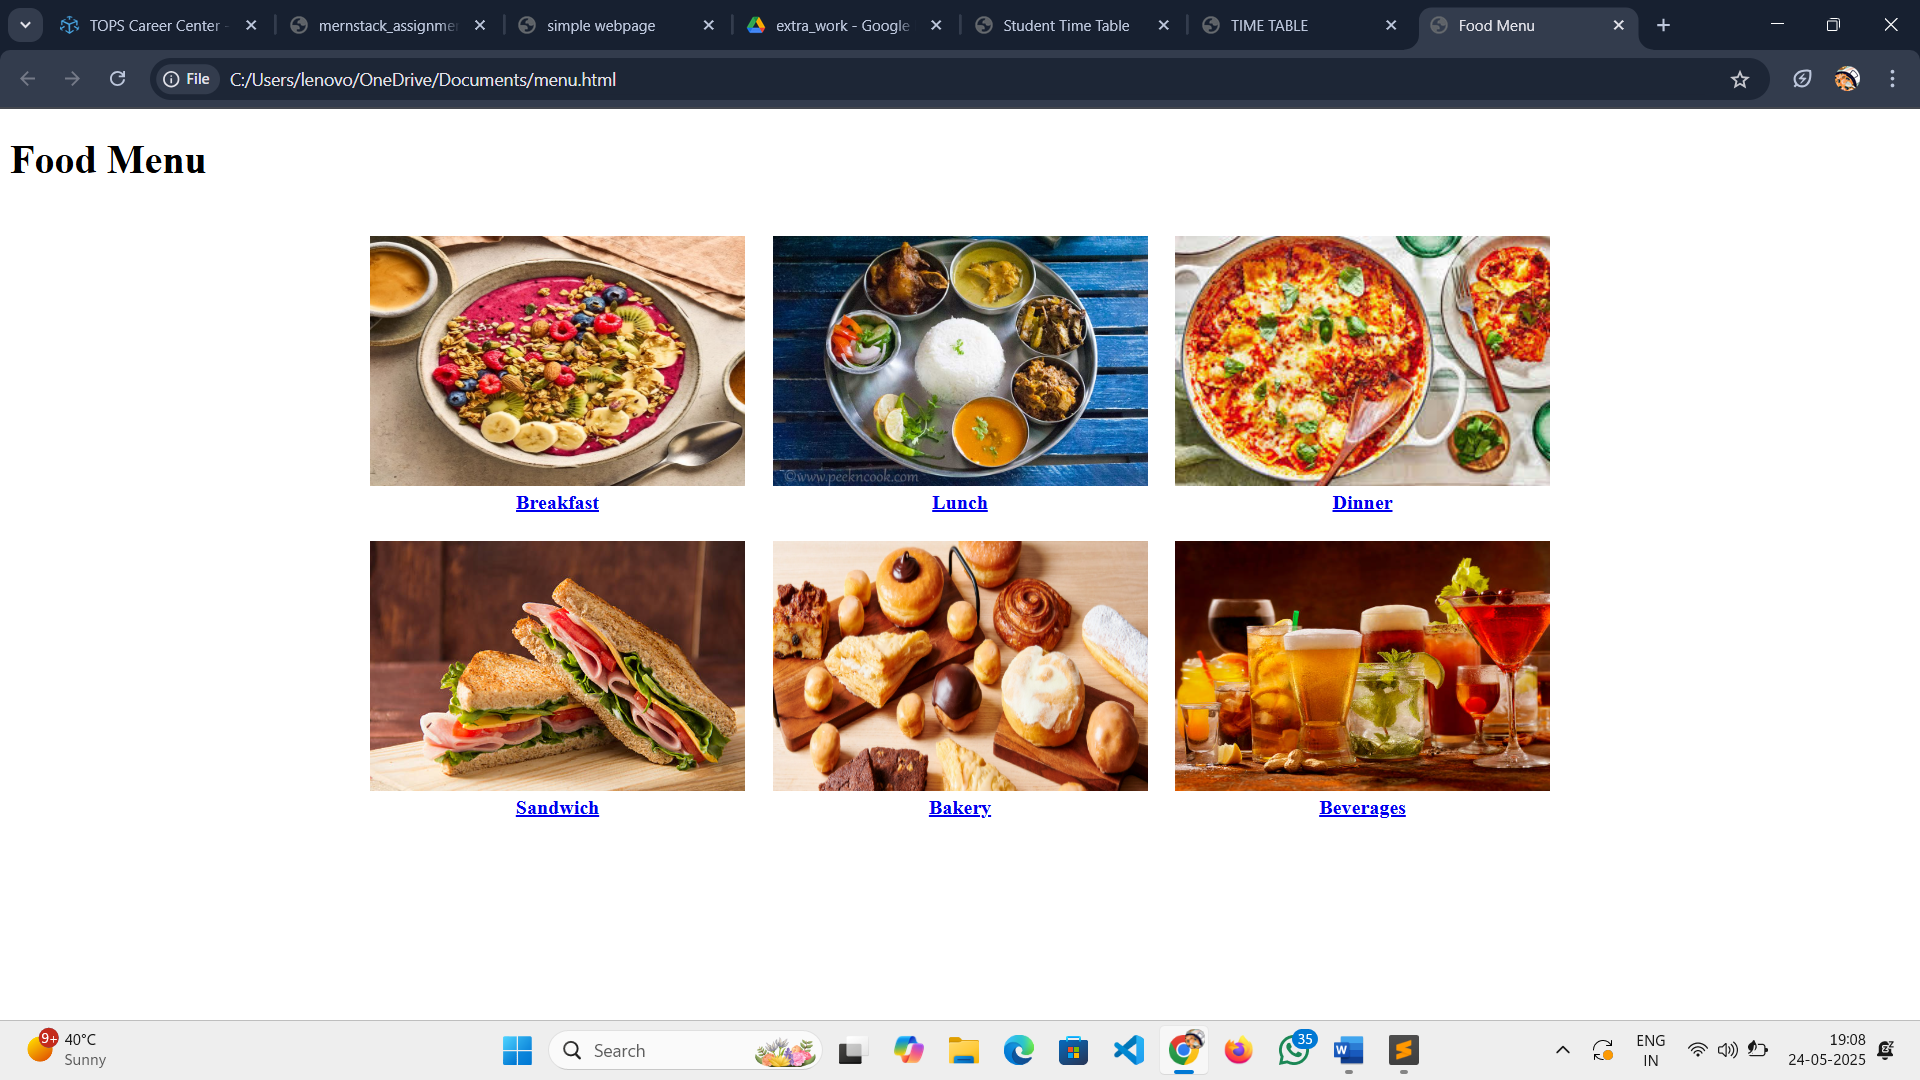 TOPS Career Center -
mernstack_assignme
simple webpage
extra_work - Google
Student Time Table
TIME TABLE
Food Menu
File
C:/Users/lenovo/OneDrive/Documents/menu.html
Food Menu
©www.peekncook.com
Breakfast
Lunch
Dinner
Sandwich
Bakery
Beverages
9+
40°C
Sunny
Search
35
W
ENG
IN
19:08
24-05-2025